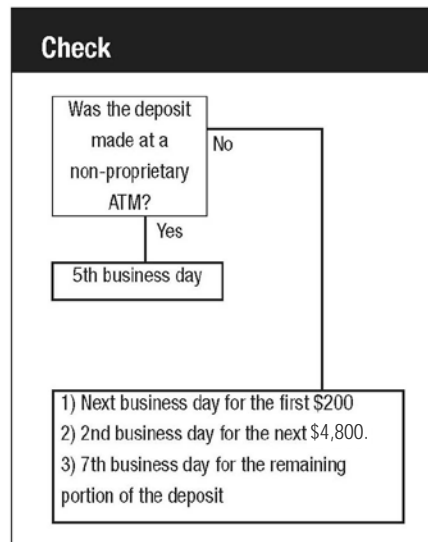 Check
Was the deposit
made at a
non-proprietary
ATM?
No
Yes
5th business day
1) Next business day for the first $200
2) 2nd business day for the next $4,800.
3) 7th business day for the remaining
portion of the deposit